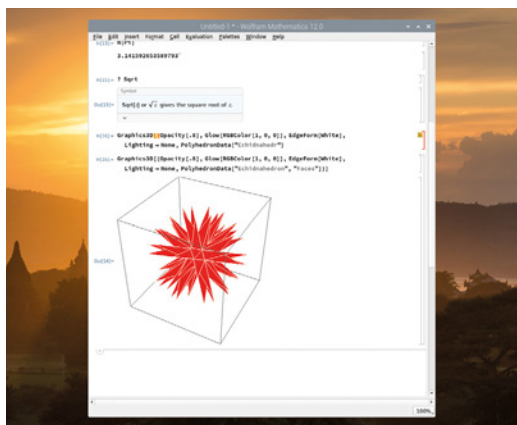 Untitled-1 * - Wolfram Mathematica 12.0
File Edit Insert Format Cell Evaluation Palettes Window Help
N[Pi]
3.141592653589793`
? Sqrt
Symbol
Sqrt[z] or √z gives the square root of z.
Graphics3D[{Opacity[.8], Glow[RGBColor[1, 0, 0]], EdgeForm[White],
Lighting → None, PolyhedronData["Echidnahedr"]
Graphics3D[{Opacity[.8], Glow[RGBColor[1, 0, 0]], EdgeForm[White],
Lighting → None, PolyhedronData["Echidnahedron", "Faces"]}]
100%